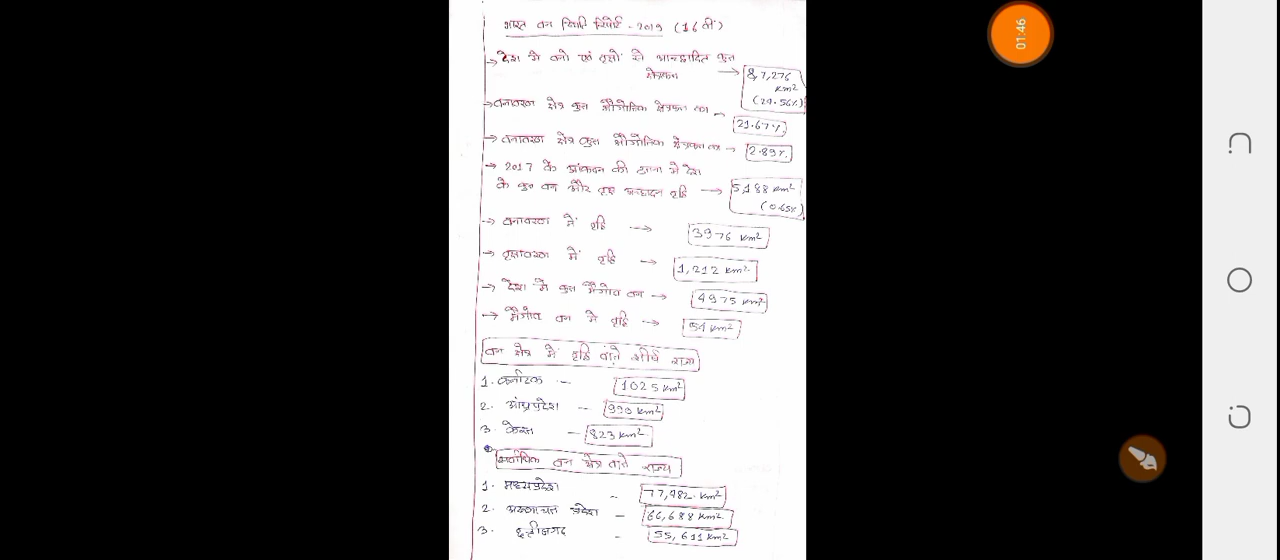 भारत वन स्थिति रिपोर्ट - 2019 (16 वीं)
→ देश में वनो एवं वृक्षों से आच्छादित कुल
क्षेत्रफल → 8,7,276
km²
(24.56%)
→ वनावरण क्षेत्र कुल भौगोलिक क्षेत्रफल का →
21.67%
→ वनावरण क्षेत्र कुल भौगोलिक क्षेत्रफल का → 2.89%
→ 2017 के आंकलन की तुलना में देश
के कुल वन और वृक्ष आच्छादन वृद्धि → 5,188 km²
(0.65%)
→ वनावरण में वृद्धि → 3976 km²
→ वृक्षावरण में वृद्धि → 1,212 km²
→ देश में कुल मैंग्रोव वन → 4975 km²
→ मैंग्रोव वन में वृद्धि → 54 km²
वन क्षेत्र में वृद्धि वाले शीर्ष राज्य
1. कर्नाटक - 1025 km²
2. आंध्रप्रदेश - 990 km²
3. केरल - 823 km²
सर्वाधिक वन क्षेत्र वाले राज्य
1. मध्यप्रदेश - 77,482 km²
2. अरुणाचल प्रदेश - 66,688 km²
3. छत्तीसगढ़ - 55,611 km²
01:46